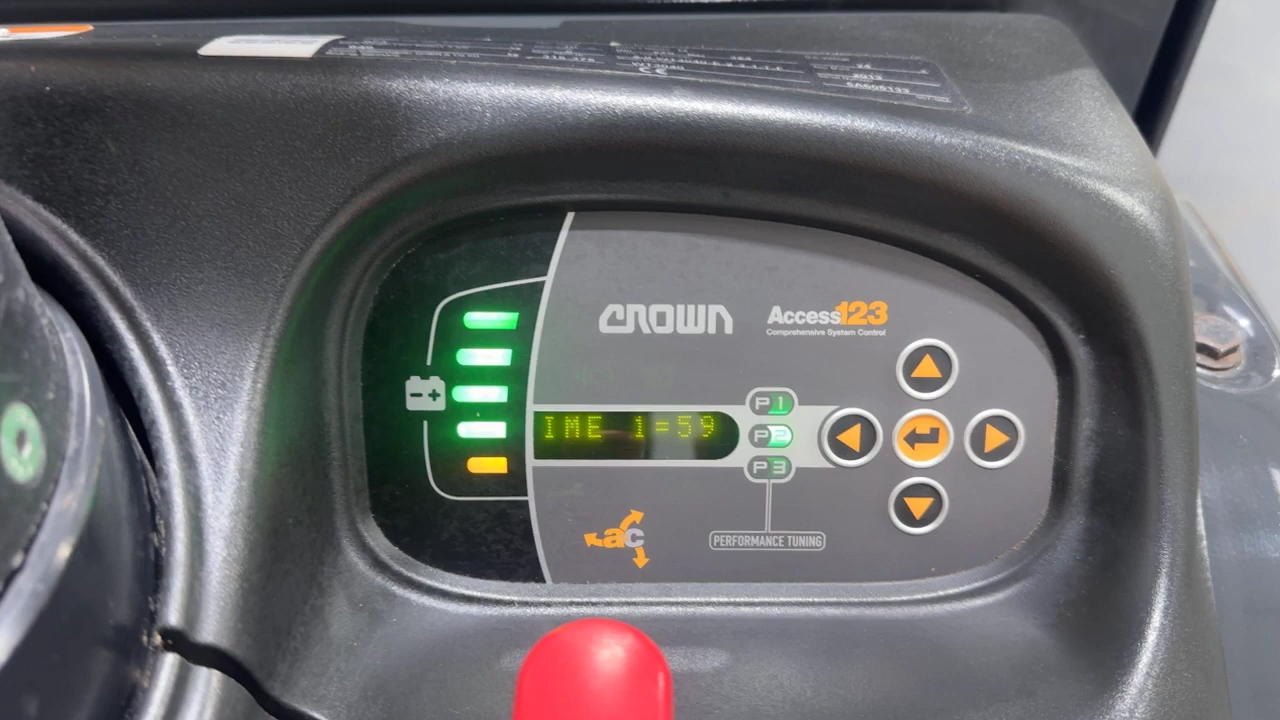 CROWN
Access123
Comprehensive System Control
P1
IME 1=59
P2
P3
ac
PERFORMANCE TUNING